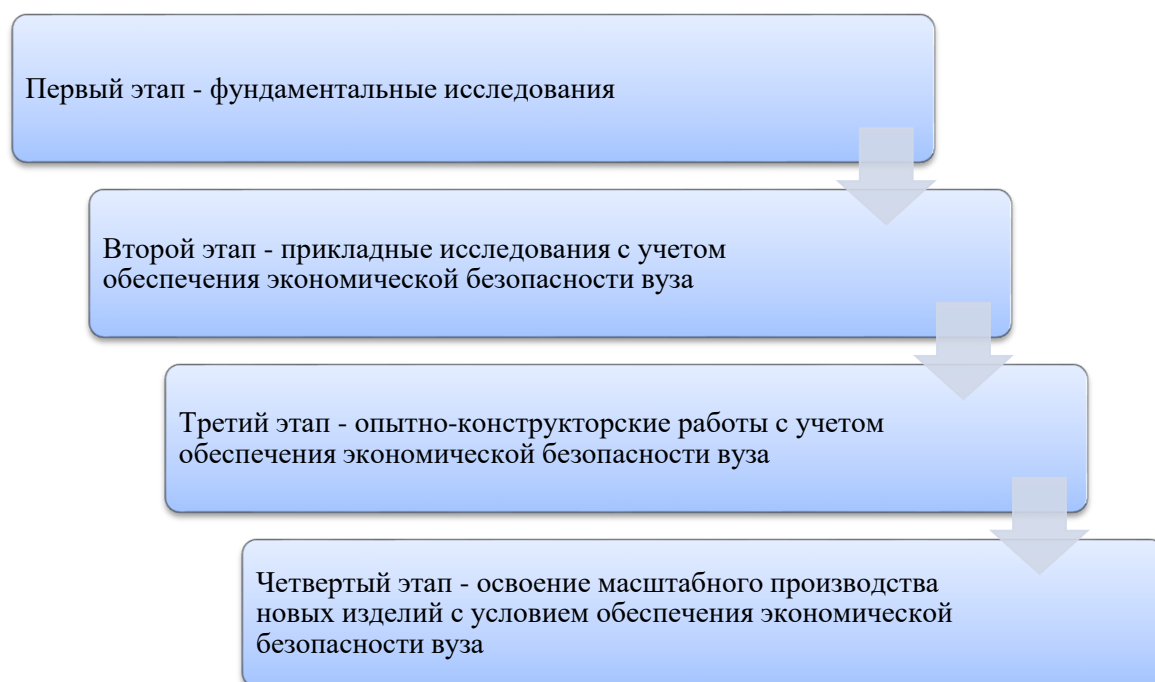 Первый этап - фундаментальные исследования
Второй этап - прикладные исследования с учетом
обеспечения экономической безопасности вуза
Третий этап - опытно-конструкторские работы с учетом
обеспечения экономической безопасности вуза
Четвертый этап - освоение масштабного производства
новых изделий с условием обеспечения экономической
безопасности вуза